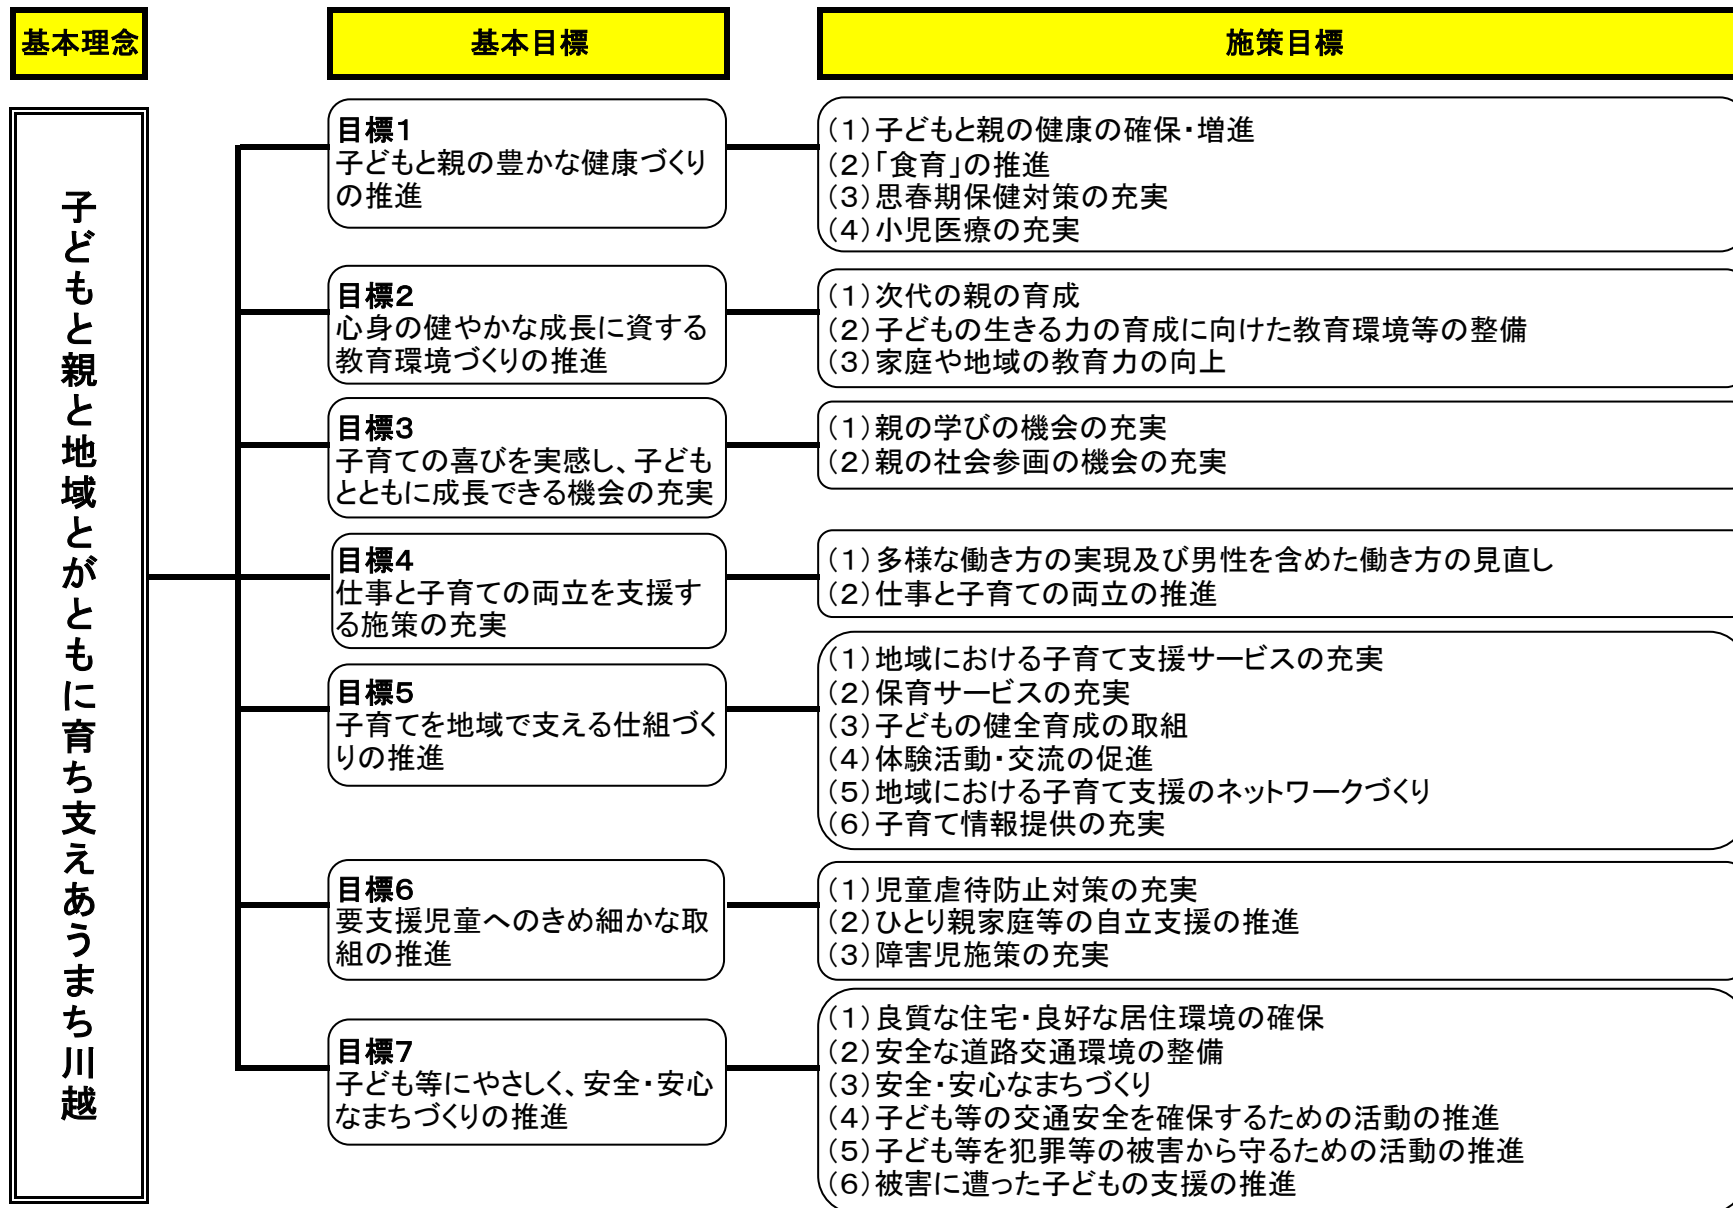 基本理念
基本目標
施策目標
子どもと親と地域とがともに育ち支えあうまち川越
目標1
子どもと親の豊かな健康づくり
の推進
(1)子どもと親の健康の確保・増進
(2)「食育」の推進
(3)思春期保健対策の充実
(4)小児医療の充実
目標2
心身の健やかな成長に資する
教育環境づくりの推進
(1)次代の親の育成
(2)子どもの生きる力の育成に向けた教育環境等の整備
(3)家庭や地域の教育力の向上
目標3
子育ての喜びを実感し、子ども
とともに成長できる機会の充実
(1)親の学びの機会の充実
(2)親の社会参画の機会の充実
目標4
仕事と子育ての両立を支援す
る施策の充実
(1)多様な働き方の実現及び男性を含めた働き方の見直し
(2)仕事と子育ての両立の推進
目標5
子育てを地域で支える仕組づく
りの推進
(1)地域における子育て支援サービスの充実
(2)保育サービスの充実
(3)子どもの健全育成の取組
(4)体験活動・交流の促進
(5)地域における子育て支援のネットワークづくり
(6)子育て情報提供の充実
目標6
要支援児童へのきめ細かな取
組の推進
(1)児童虐待防止対策の充実
(2)ひとり親家庭等の自立支援の推進
(3)障害児施策の充実
目標7
子ども等にやさしく、安全・安心
なまちづくりの推進
(1)良質な住宅・良好な居住環境の確保
(2)安全な道路交通環境の整備
(3)安全・安心なまちづくり
(4)子ども等の交通安全を確保するための活動の推進
(5)子ども等を犯罪等の被害から守るための活動の推進
(6)被害に遭った子どもの支援の推進